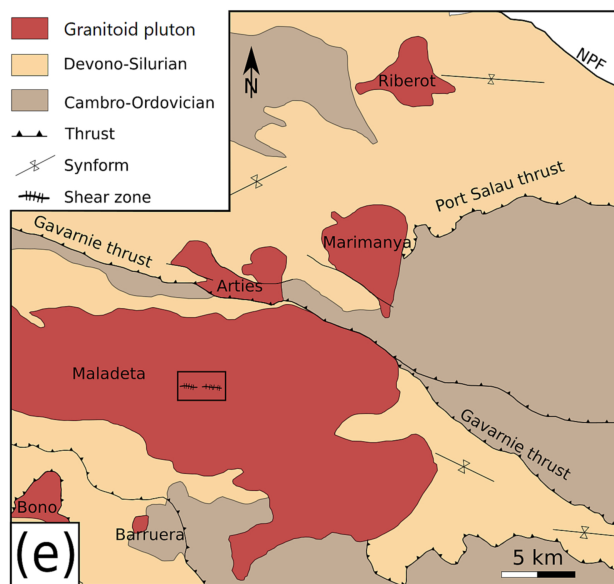 Granitoid pluton
Devono-Silurian
Cambro-Ordovician
Thrust
Synform
Shear zone
N
NPF
Riberot
Port Salau thrust
Gavarnie thrust
Marimanya
Arties
Maladeta
Gavarnie thrust
Bono
Barruera
(e)
5 km